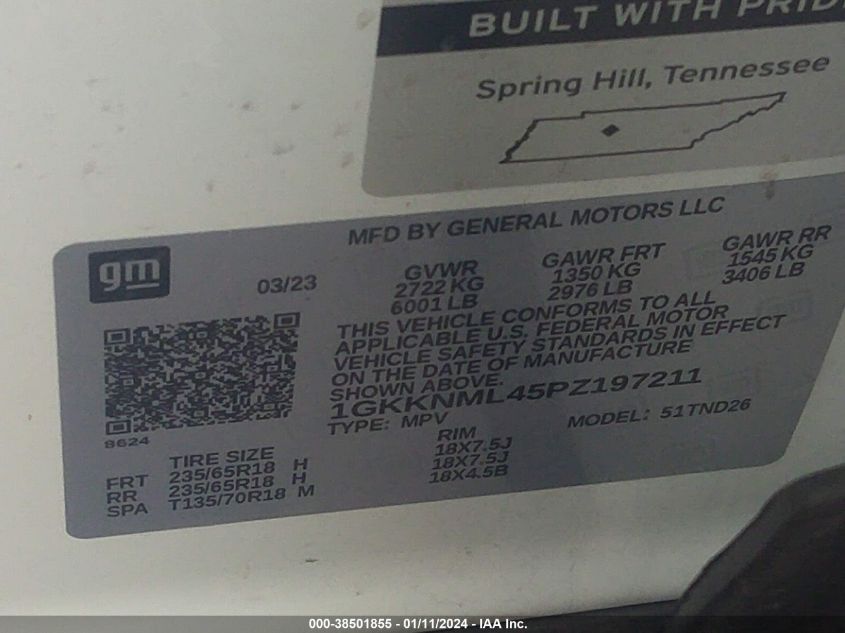 BUILT WITH PRID
Spring Hill, Tennessee
MFD BY GENERAL MOTORS LLC
gm
03/23
GVWR
2722 KG
6001 LB
GAWR FRT
1350 KG
2976 LB
GAWR RR
1545 KG
3406 LB
THIS VEHICLE CONFORMS TO ALL
APPLICABLE U.S. FEDERAL MOTOR
VEHICLE SAFETY STANDARDS IN EFFECT
ON THE DATE OF MANUFACTURE
SHOWN ABOVE.
1GKKNML45PZ197211
TYPE: MPV
MODEL: 51TND26
8624
TIRE SIZE
RIM
FRT 235/65R18 H 18X7.5J
RR 235/65R18 H 18X7.5J
SPA T135/70R18 M 18X4.5B
000-38501855 - 01/11/2024 - IAA Inc.